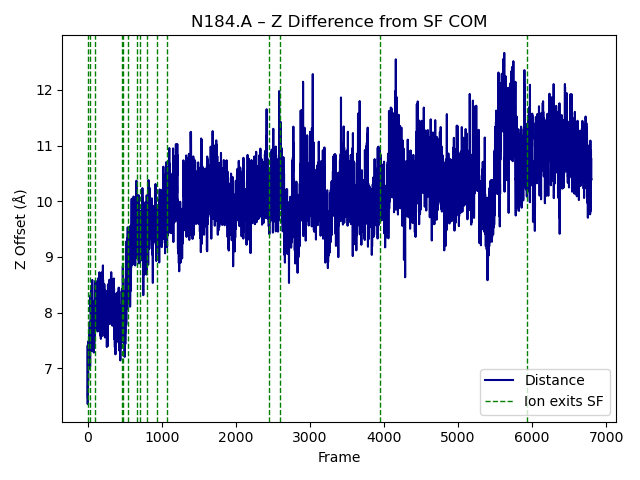 N184.A – Z Difference from SF COM
Z Offset (Å)
12
11
10
9
8
7
0 1000 2000 3000 4000 5000 6000 7000
Frame
Distance
Ion exits SF